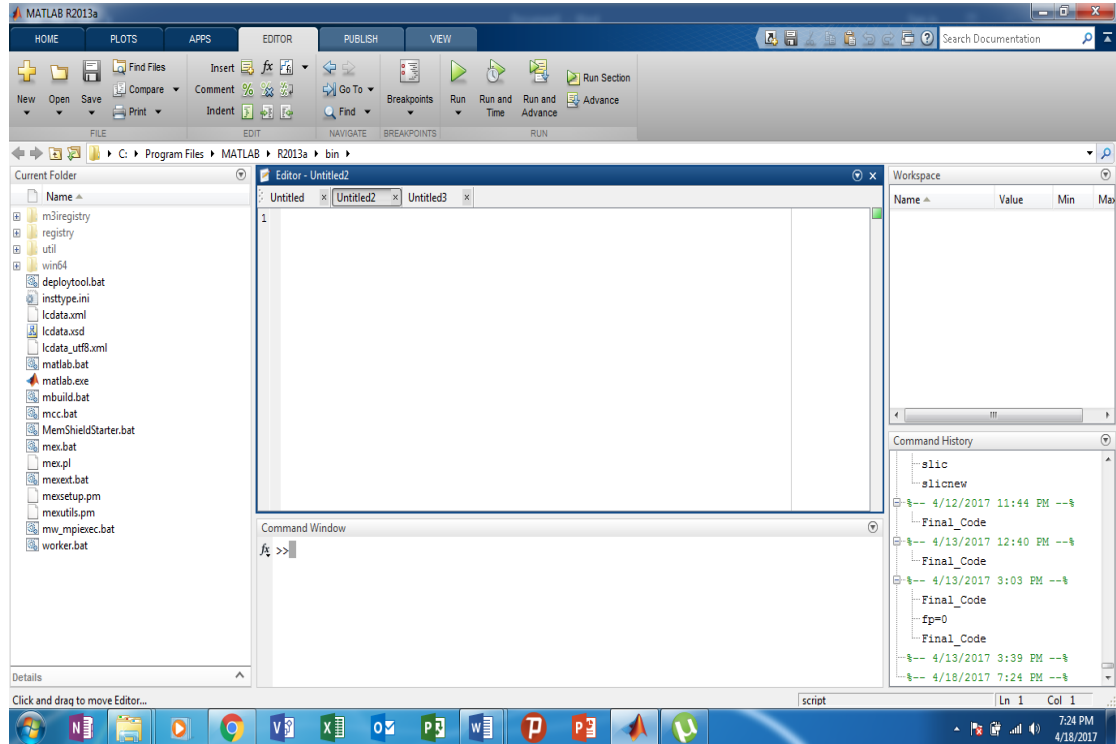 MATLAB R2013a
HOME PLOTS APPS EDITOR PUBLISH VIEW
Search Documentation
New Open Save
Find Files
Compare
Print
FILE
Insert fx
Comment
Indent
EDIT
Go To
Find
NAVIGATE
Breakpoints
BREAKPOINTS
Run
Run and Time
Run and Advance
Run Section
Advance
RUN
C: Program Files MATLAB R2013a bin
Current Folder
Name
m3iregistry
registry
util
win64
deploytool.bat
insttype.ini
lcdata.xml
lcdata.xsd
lcdata_utf8.xml
matlab.bat
matlab.exe
mbuild.bat
mcc.bat
MemShieldStarter.bat
mex.bat
mex.pl
mexext.bat
mexsetup.pm
mexutils.pm
mw_mpiexec.bat
worker.bat
Details
Editor - Untitled2
Untitled Untitled2 Untitled3
1
Command Window
fx >>
Workspace
Name Value Min Max
Command History
slic
slicnew
%-- 4/12/2017 11:44 PM --%
Final_Code
%-- 4/13/2017 12:40 PM --%
Final_Code
%-- 4/13/2017 3:03 PM --%
Final_Code
fp=0
Final_Code
%-- 4/13/2017 3:39 PM --%
%-- 4/18/2017 7:24 PM --%
Click and drag to move Editor...
script
Ln 1 Col 1
7:24 PM
4/18/2017